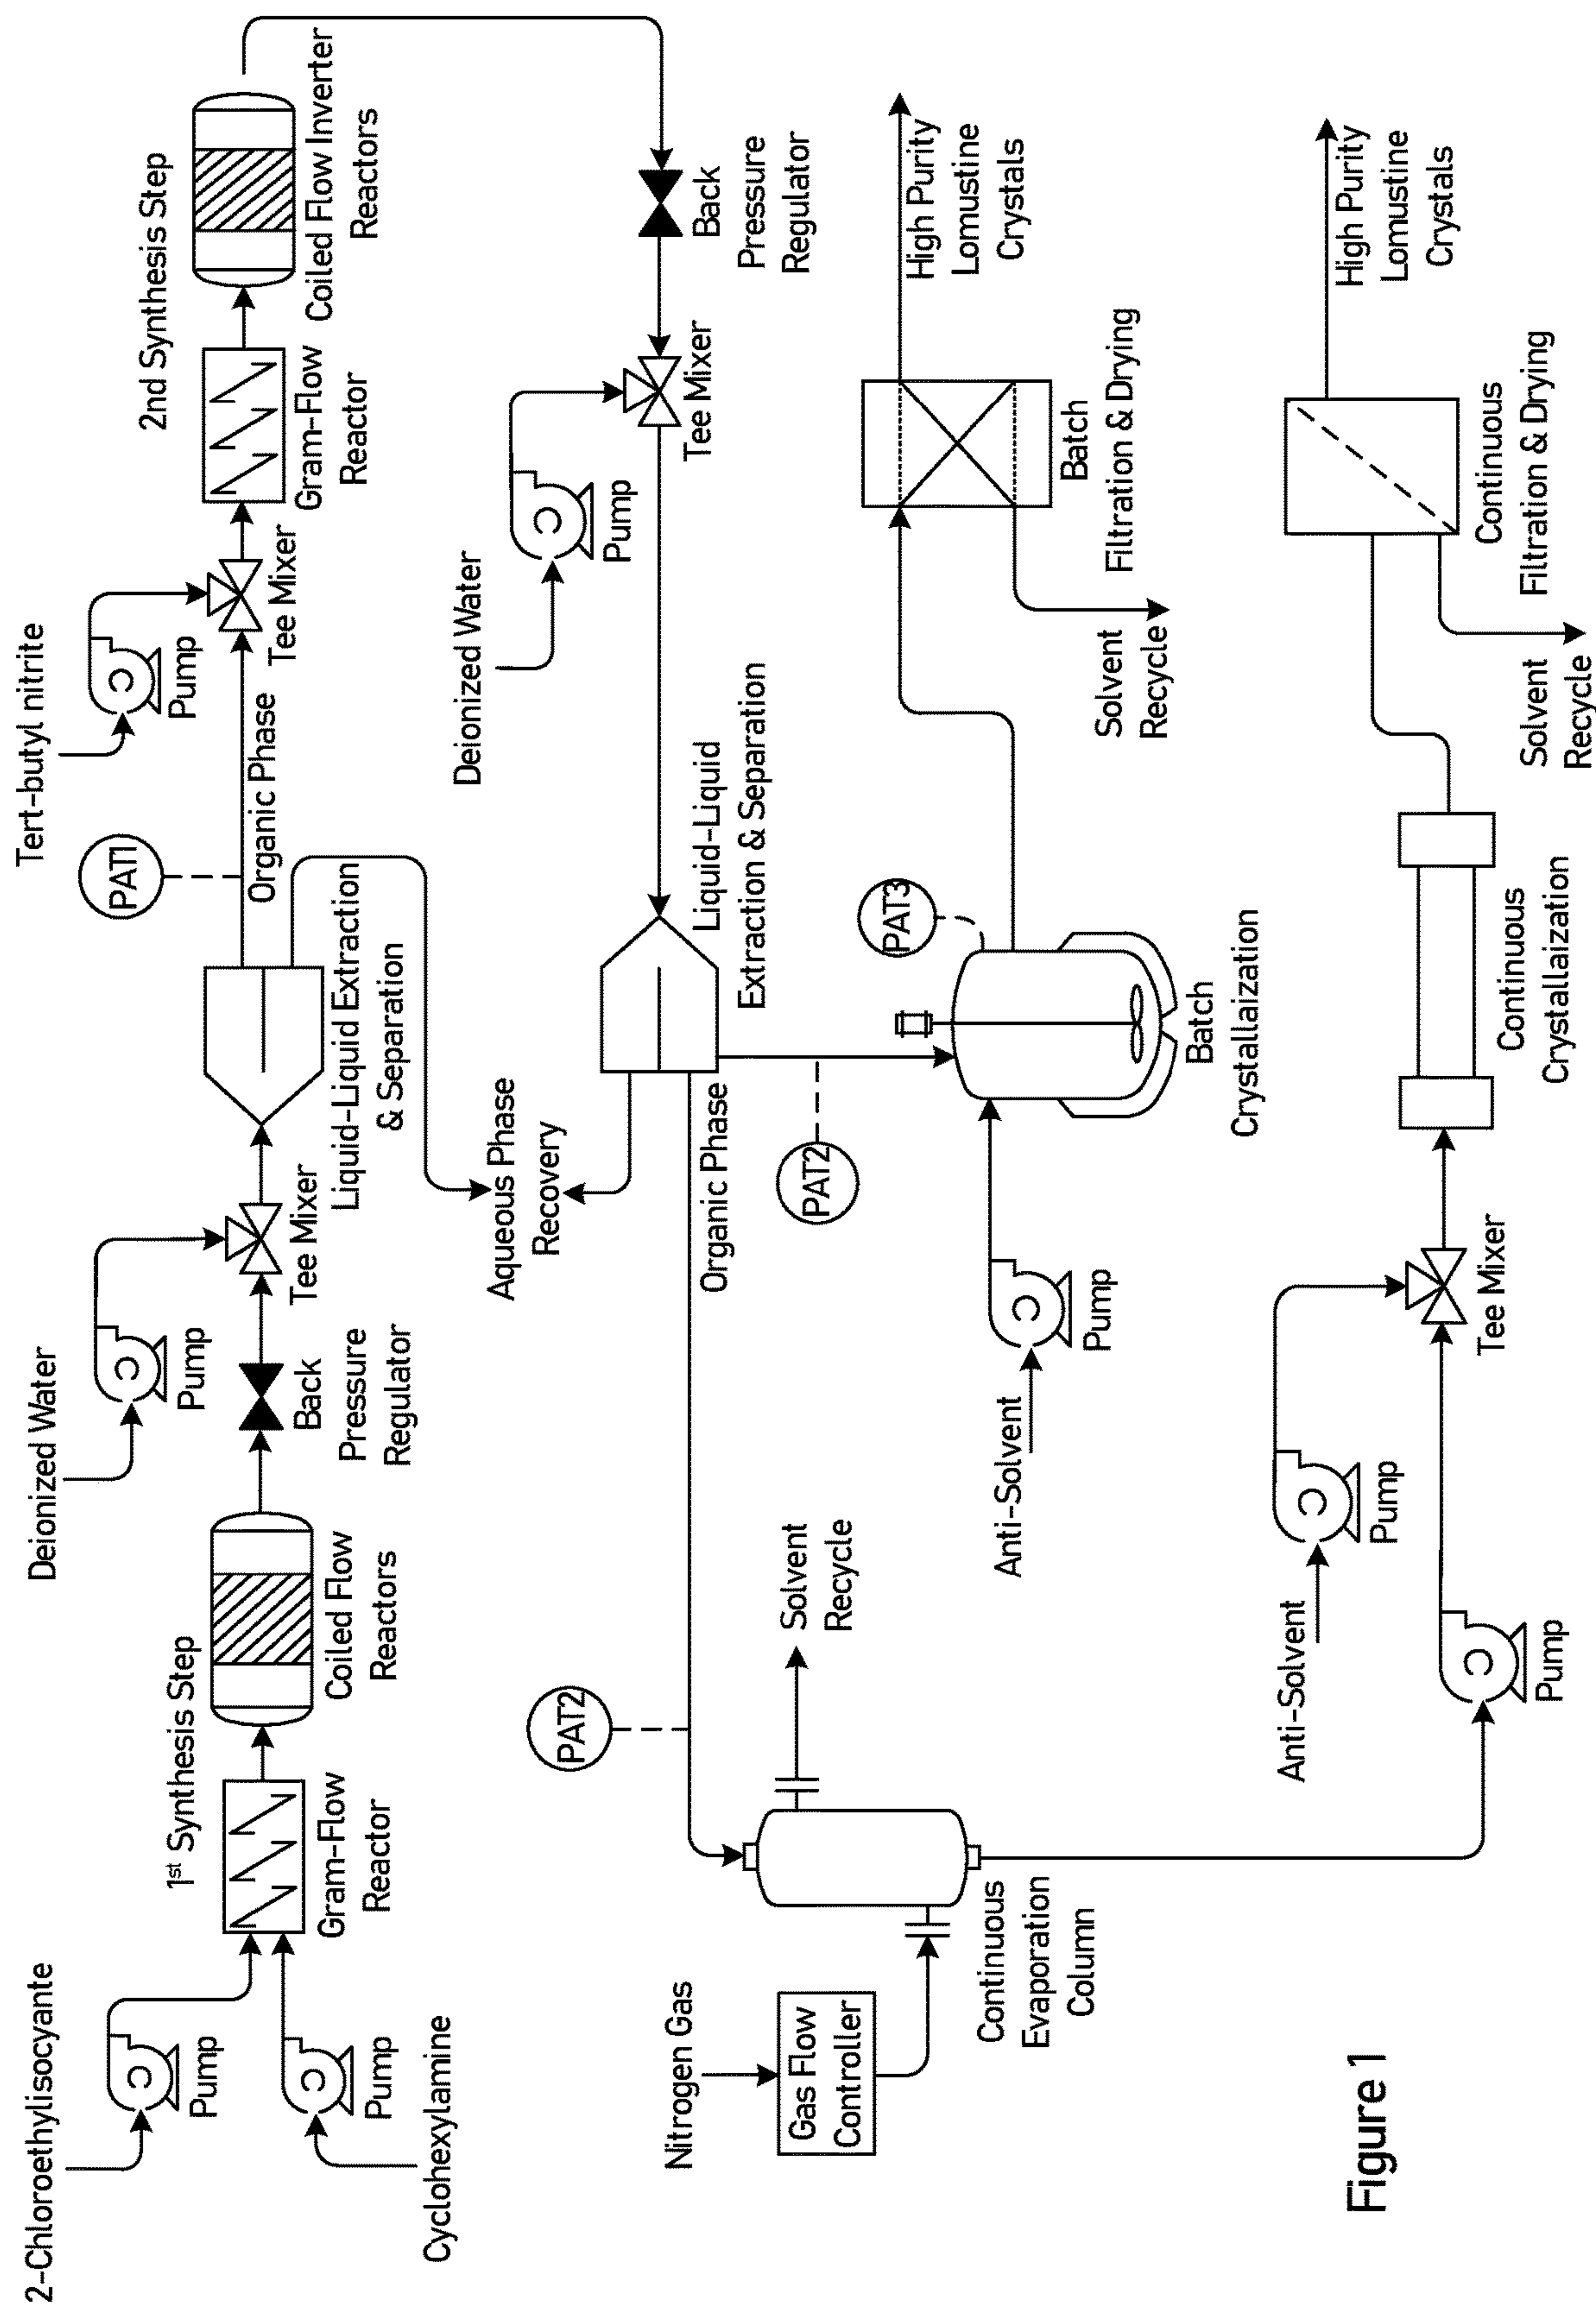 2-Chloroethylisocyante
Pump
Cyclohexylamine
Pump
1st Synthesis Step
Gram-Flow
Reactor
Coiled Flow
Reactors
Deionized Water
Pump
Back
Pressure
Regulator
Tee Mixer
Liquid-Liquid Extraction
& Separation
PAT1
Organic Phase
Tert-butyl nitrite
Pump
Tee Mixer
2nd Synthesis Step
Gram-Flow
Reactor
Coiled Flow Inverter
Reactors
Back
Pressure
Regulator
Deionized Water
Pump
Tee Mixer
Liquid-Liquid
Extraction & Separation
Aqueous Phase
Recovery
Organic Phase
PAT2
PAT2
Nitrogen Gas
Gas Flow
Controller
Continuous
Evaporation
Column
Solvent
Recycle
Anti-Solvent
Pump
PAT3
Batch
Crystallaization
Batch
Filtration & Drying
Solvent
Recycle
High Purity
Lomustine
Crystals
Pump
Anti-Solvent
Pump
Tee Mixer
Continuous
Crystallaization
Continuous
Filtration & Drying
Solvent
Recycle
High Purity
Lomustine
Crystals
Figure 1